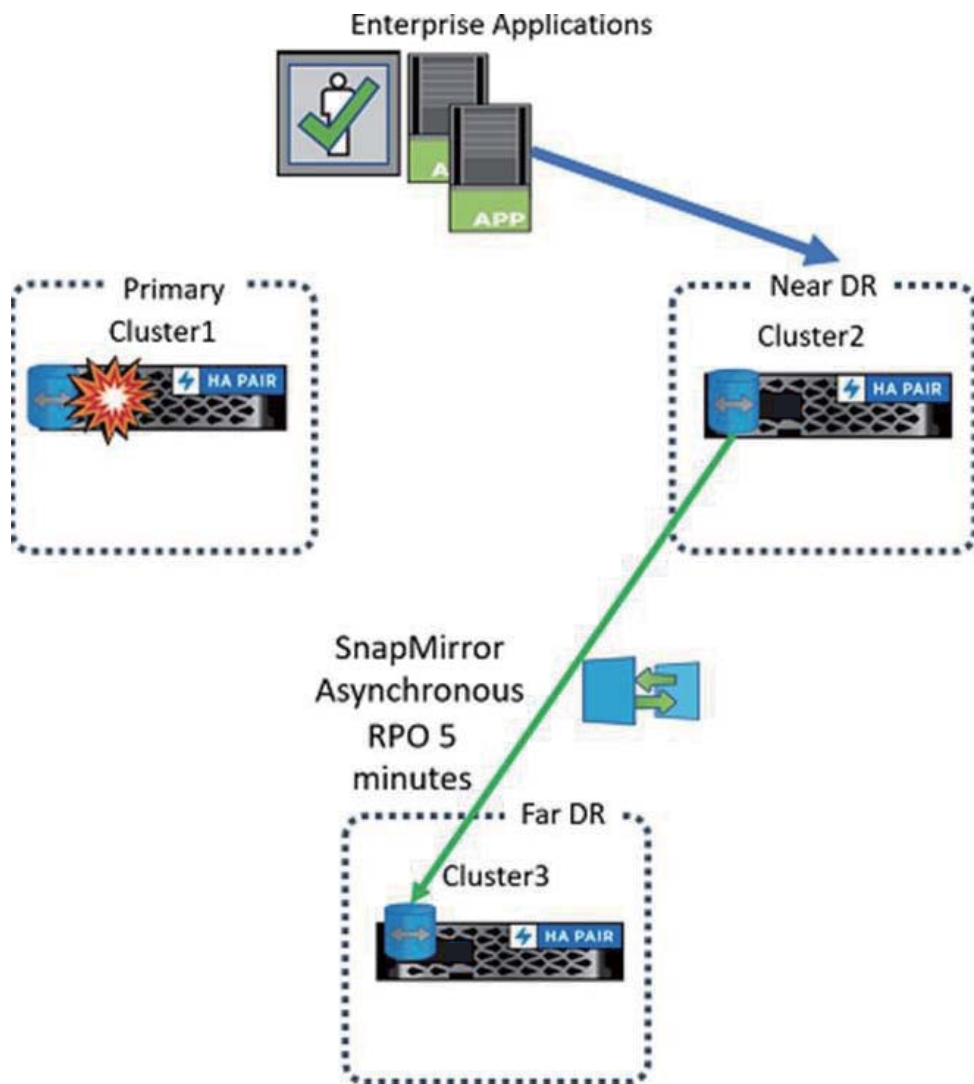 Enterprise Applications
A
APP
Primary
Cluster1
HA PAIR
Near DR
Cluster2
HA PAIR
SnapMirror
Asynchronous
RPO 5
minutes
Far DR
Cluster3
HA PAIR